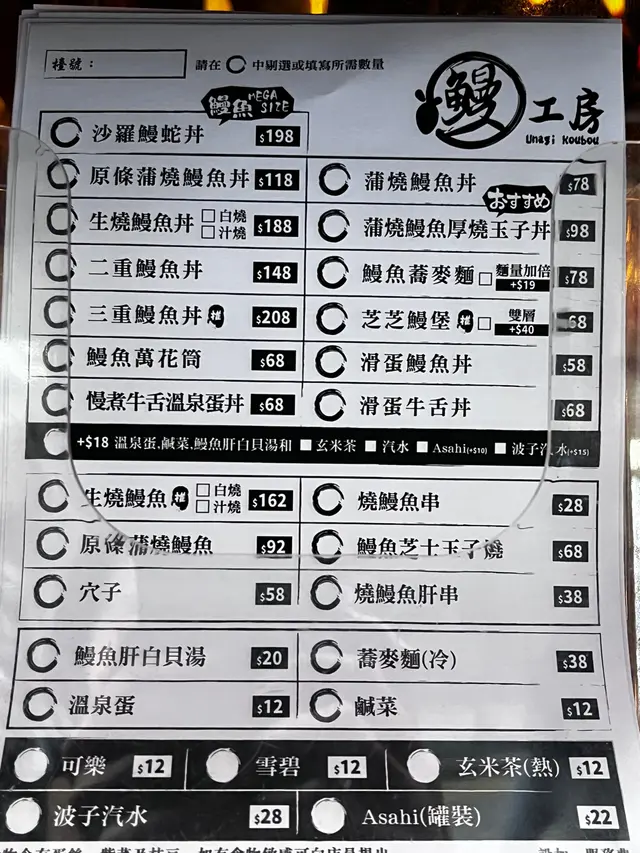 檯號：
請在 中剔選或填寫所需數量
鰻 工房
Unagi Koubou
鰻魚 MEGA SIZE
沙羅鰻蛇丼 $198
原條蒲燒鰻魚丼 $118
蒲燒鰻魚丼 $78
生燒鰻魚丼 白燒 汁燒 $188
おすすめ
蒲燒鰻魚厚燒玉子丼 $98
二重鰻魚丼 $148
鰻魚蕎麥麵 麵量加倍 +$19 $78
三重鰻魚丼 推 $208
芝芝鰻堡 推 雙層 +$40 68
鰻魚萬花筒 $68
滑蛋鰻魚丼 $58
慢煮牛舌溫泉蛋丼 $68
滑蛋牛舌丼 $68
+$18 溫泉蛋,鹹菜,鰻魚肝白貝湯和 玄米茶 汽水 Asahi(+$10) 波子汽水(+$15)
生燒鰻魚 推 白燒 汁燒 $162
燒鰻魚串 $28
原條蒲燒鰻魚 $92
鰻魚芝士玉子燒 $68
穴子 $58
燒鰻魚肝串 $38
鰻魚肝白貝湯 $20
蕎麥麵(冷) $38
溫泉蛋 $12
鹹菜 $12
可樂 $12
雪碧 $12
玄米茶(熱) $12
波子汽水 $28
Asahi(罐裝) $22